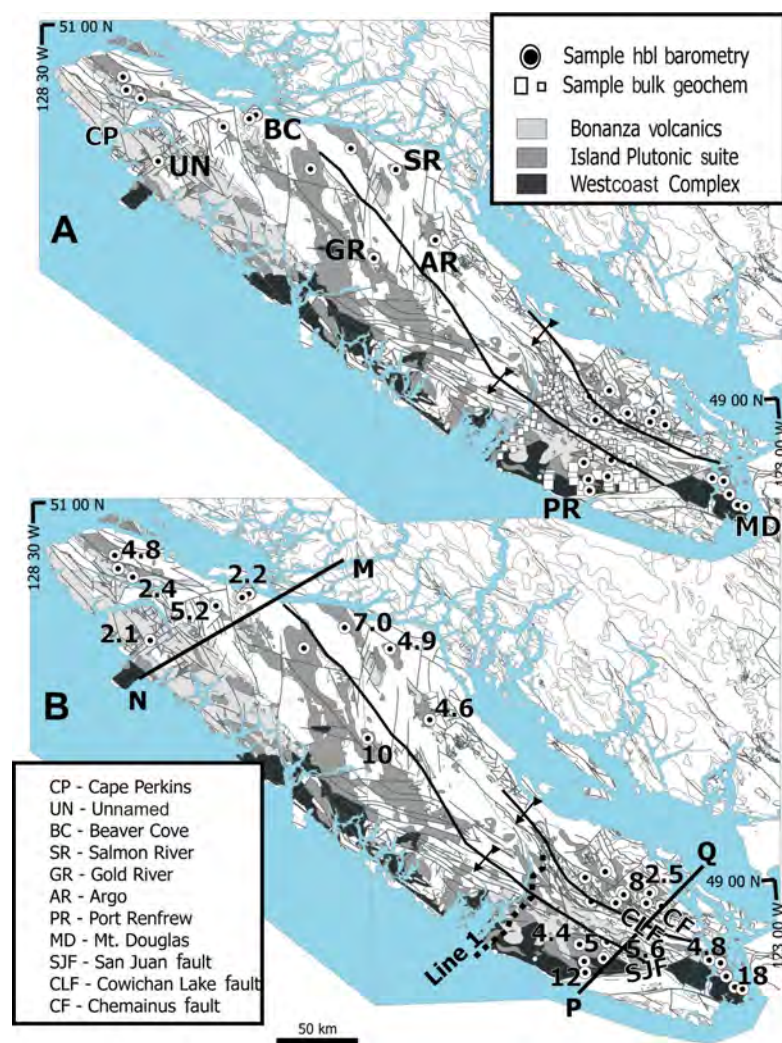 51 00 N
128 30 W
Sample hbl barometry
Sample bulk geochem
Bonanza volcanics
Island Plutonic suite
Westcoast Complex
CP
BC
UN
SR
A
GR
AR
49 00 N
PR
MD
51 00 N
128 30 W
4.8
2.2
M
2.4
5.2
7.0
2.1
4.9
N
4.6
B
10
Q
CP - Cape Perkins
UN - Unnamed
BC - Beaver Cove
SR - Salmon River
GR - Gold River
AR - Argo
PR - Port Renfrew
MD - Mt. Douglas
SJF - San Juan fault
CLF - Cowichan Lake fault
CF - Chemainus fault
8
2.5
49 00 N
CLF
CF
Line 1
4.4
5
5.6
4.8
SJF
12
18
P
50 km